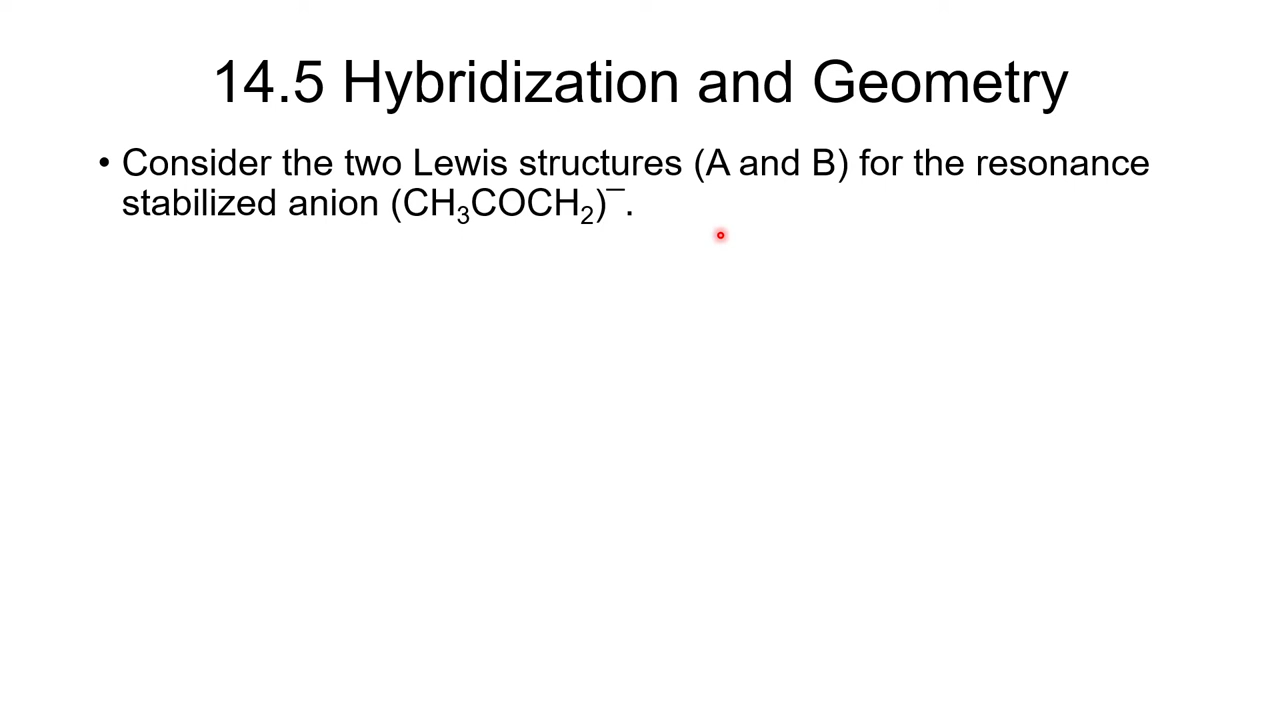 14.5 Hybridization and Geometry
• Consider the two Lewis structures (A and B) for the resonance
stabilized anion (CH₃COCH₂)¯.